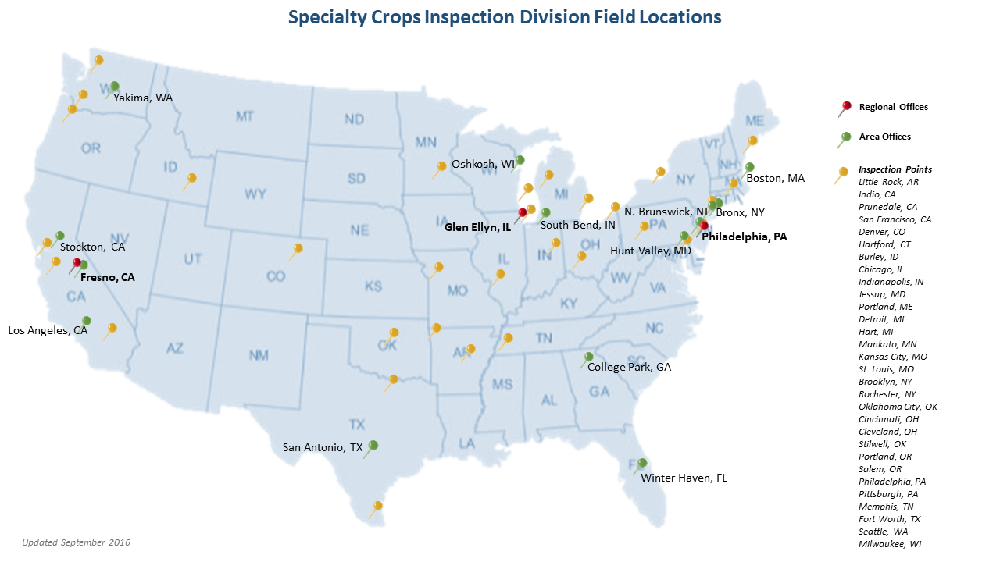 Specialty Crops Inspection Division Field Locations
WA
Yakima, WA
MT
ND
MN
OR
ID
WY
SD
Oshkosh, WI
WI
MI
NY
VT
NH
ME
MA
Boston, MA
CT
N. Brunswick, NJ
Bronx, NY
Glen Ellyn, IL
South Bend, IN
PA
Philadelphia, PA
Hunt Valley, MD
NV
Stockton, CA
Fresno, CA
CA
UT
CO
NE
IA
KS
MO
IL
IN
OH
WV
VA
KY
Los Angeles, CA
AZ
NM
OK
AR
TN
NC
SC
College Park, GA
MS
AL
GA
TX
San Antonio, TX
LA
FL
Winter Haven, FL
Regional Offices
Area Offices
Inspection Points
Little Rock, AR
Indio, CA
Prunedale, CA
San Francisco, CA
Denver, CO
Hartford, CT
Burley, ID
Chicago, IL
Indianapolis, IN
Jessup, MD
Portland, ME
Detroit, MI
Hart, MI
Mankato, MN
Kansas City, MO
St. Louis, MO
Brooklyn, NY
Rochester, NY
Oklahoma City, OK
Cincinnati, OH
Cleveland, OH
Stilwell, OK
Portland, OR
Salem, OR
Philadelphia, PA
Pittsburgh, PA
Memphis, TN
Fort Worth, TX
Seattle, WA
Milwaukee, WI
Updated September 2016